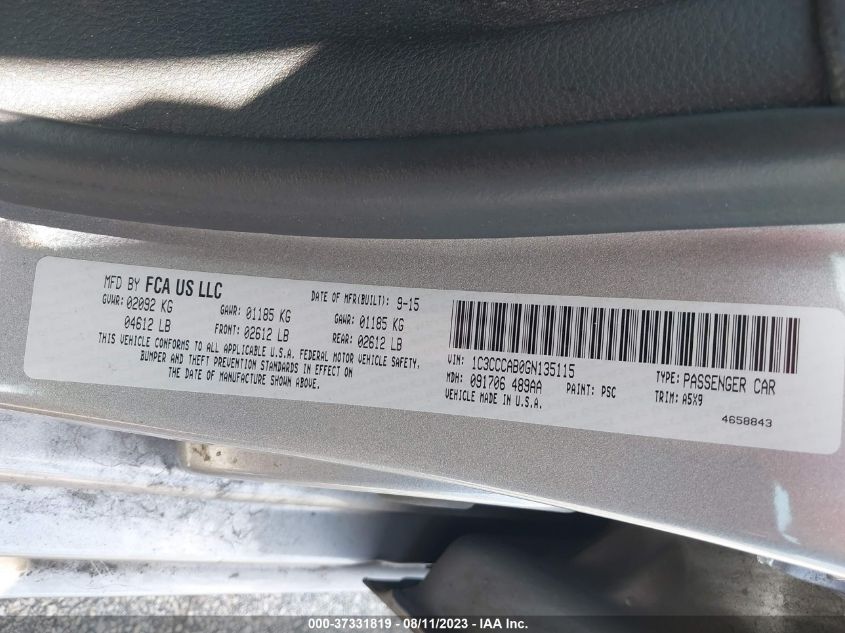 MFD BY FCA US LLC
DATE OF MFR(BUILT): 9-15
GVWR: 02092 KG
GAWR: 01185 KG
GAWR: 01185 KG
04612 LB
FRONT: 02612 LB
REAR: 02612 LB
THIS VEHICLE CONFORMS TO ALL APPLICABLE U.S.A. FEDERAL MOTOR VEHICLE SAFETY,
BUMPER AND THEFT PREVENTION STANDARDS IN EFFECT ON
THE DATE OF MANUFACTURE SHOWN ABOVE.
VIN: 1C3CCCAB0GN135115
TYPE: PASSENGER CAR
MDH: 091706 489AA
PAINT: PSC
TRIM: A5X9
VEHICLE MADE IN U.S.A.
4658843
000-37331819 - 08/11/2023 - IAA Inc.